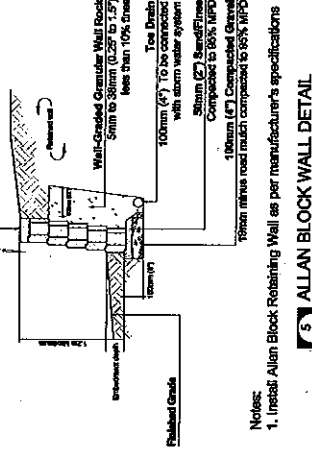 Retained soil
Well-Graded Granular Wall Rock
5mm to 38mm (0.25" to 1.5")
less than 10% fines
Toe Drain
100mm (4") To be connected
with storm water system
50mm (2") Sand/Fines
Compacted to 95% MPD
100mm (4") Compacted Gravel
19mm minus road mulch compacted to 95% MPD
150mm (6")
Embedment depth
Finished Grade
Notes:
1. Install Allan Block Retaining Wall as per manufacturer's specifications
5 ALLAN BLOCK WALL DETAIL